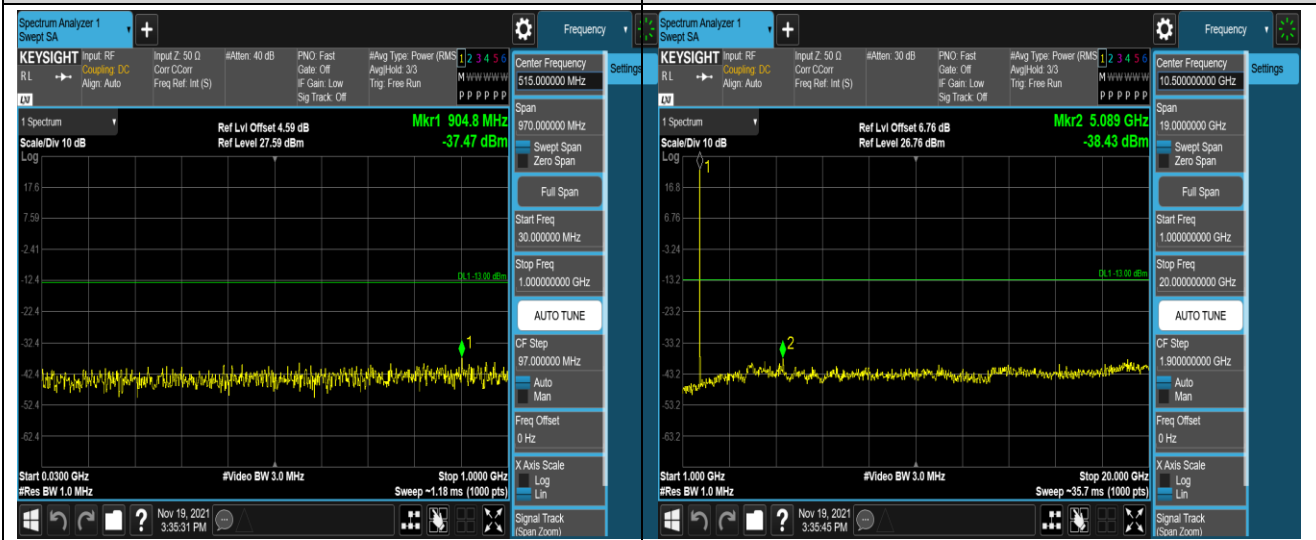 Spectrum Analyzer 1
Swept SA
+
Frequency
KEYSIGHT
RL
LXI
Input: RF
Coupling: DC
Align: Auto
Input Z: 50 Ω
Corr CCorr
Freq Ref: Int (S)
#Atten: 40 dB
PNO: Fast
Gate: Off
IF Gain: Low
Sig Track: Off
#Avg Type: Power (RMS
Avg|Hold: 3/3
Trig: Free Run
1 2 3 4 5 6
M W W W W W
P P P P P P
1 Spectrum
Scale/Div 10 dB
Log
Ref Lvl Offset 4.59 dB
Ref Level 27.59 dBm
Mkr1 904.8 MHz
-37.47 dBm
17.6
7.59
-2.41
-12.4
-22.4
-32.4
-42.4
-52.4
-62.4
DL1 -13.00 dBm
1
Start 0.0300 GHz
#Res BW 1.0 MHz
#Video BW 3.0 MHz
Stop 1.0000 GHz
Sweep ~1.18 ms (1000 pts)
Center Frequency
515.000000 MHz
Settings
Span
970.000000 MHz
Swept Span
Zero Span
Full Span
Start Freq
30.000000 MHz
Stop Freq
1.000000000 GHz
AUTO TUNE
CF Step
97.000000 MHz
Auto
Man
Freq Offset
0 Hz
X Axis Scale
Log
Lin
Signal Track
(Span Zoom)
?
Nov 19, 2021
3:35:31 PM
Spectrum Analyzer 1
Swept SA
+
Frequency
KEYSIGHT
RL
LXI
Input: RF
Coupling: DC
Align: Auto
Input Z: 50 Ω
Corr CCorr
Freq Ref: Int (S)
#Atten: 30 dB
PNO: Fast
Gate: Off
IF Gain: Low
Sig Track: Off
#Avg Type: Power (RMS
Avg|Hold: 3/3
Trig: Free Run
1 2 3 4 5 6
M W W W W W
P P P P P P
1 Spectrum
Scale/Div 10 dB
Log
Ref Lvl Offset 6.76 dB
Ref Level 26.76 dBm
Mkr2 5.089 GHz
-38.43 dBm
1
16.8
6.76
-3.24
-13.2
-23.2
-33.2
-43.2
-53.2
-63.2
DL1 -13.00 dBm
2
Start 1.000 GHz
#Res BW 1.0 MHz
#Video BW 3.0 MHz
Stop 20.000 GHz
Sweep ~35.7 ms (1000 pts)
Center Frequency
10.500000000 GHz
Settings
Span
19.0000000 GHz
Swept Span
Zero Span
Full Span
Start Freq
1.000000000 GHz
Stop Freq
20.000000000 GHz
AUTO TUNE
CF Step
1.900000000 GHz
Auto
Man
Freq Offset
0 Hz
X Axis Scale
Log
Lin
Signal Track
(Span Zoom)
?
Nov 19, 2021
3:35:45 PM